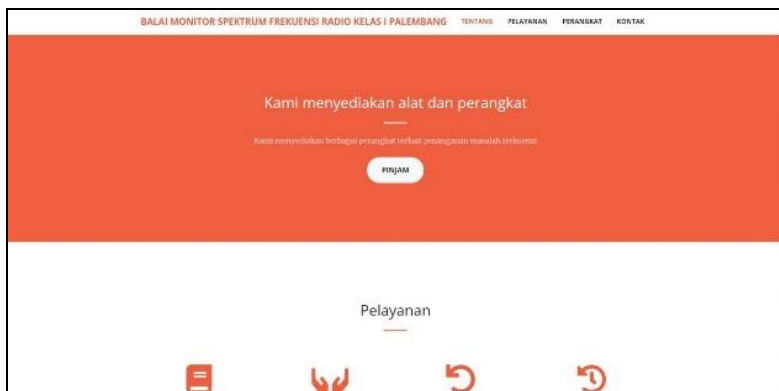 BALAI MONITOR SPEKTRUM FREKUENSI RADIO KELAS I PALEMBANG TENTANG PELAYANAN PERANGKAT KONTAK
Kami menyediakan alat dan perangkat
Kami menyediakan berbagai perangkat terkait penanganan masalah frekuensi
PINJAM
Pelayanan